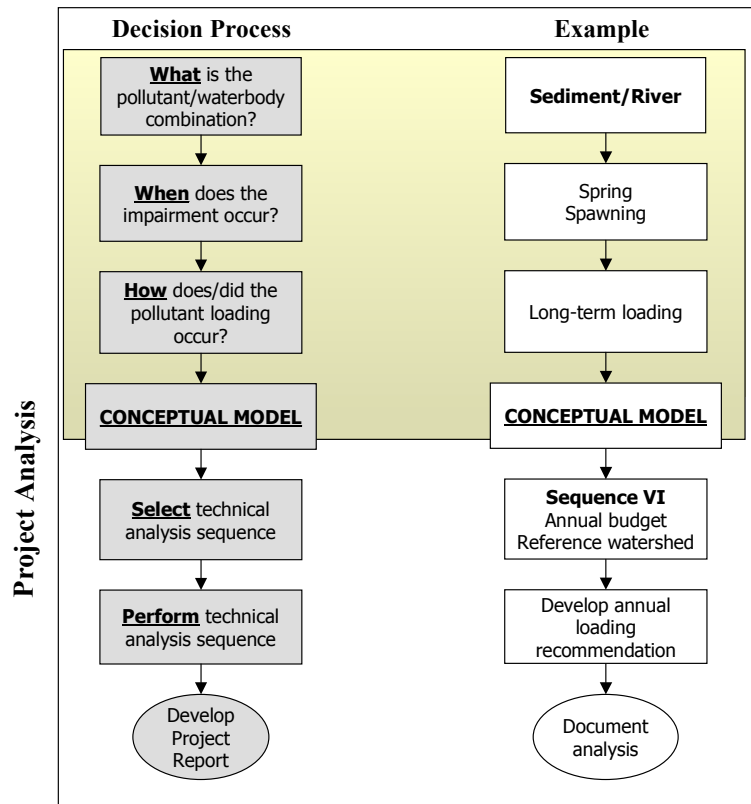 Project Analysis
Decision Process
What is the
pollutant/waterbody
combination?
When does the
impairment occur?
How does/did the
pollutant loading
occur?
CONCEPTUAL MODEL
Select technical
analysis sequence
Perform technical
analysis sequence
Develop
Project
Report
Example
Sediment/River
Spring
Spawning
Long-term loading
CONCEPTUAL MODEL
Sequence VI
Annual budget
Reference watershed
Develop annual
loading
recommendation
Document
analysis